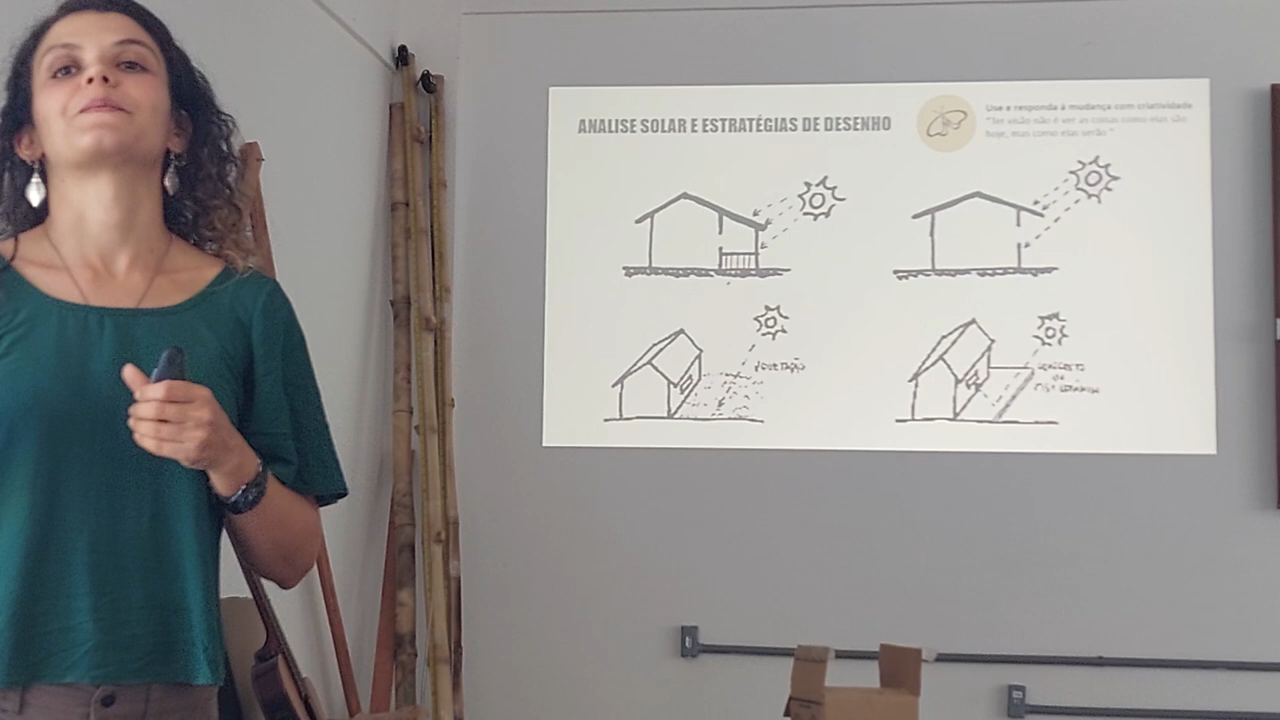 ANALISE SOLAR E ESTRATÉGIAS DE DESENHO
Use e responda à mudança com criatividade
"Ter visão não é ver as coisas como elas são
hoje, mas como elas serão."